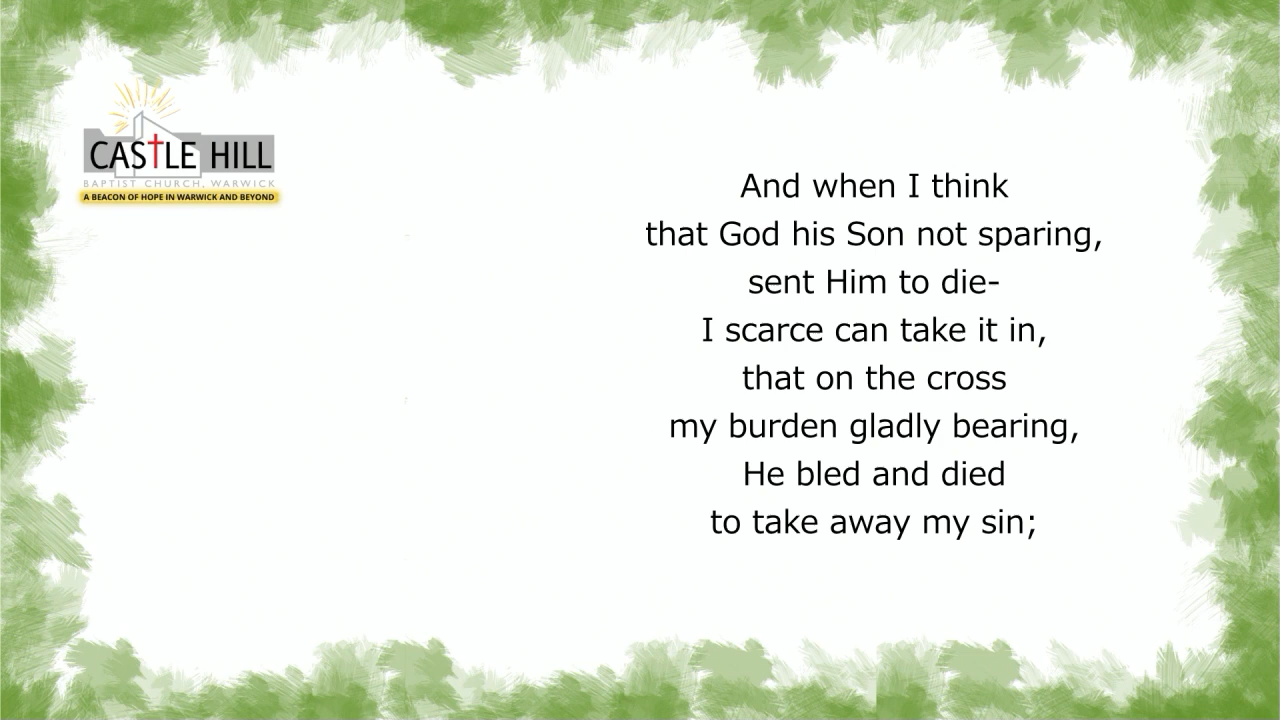 CASTLE HILL
BAPTIST CHURCH, WARWICK
A BEACON OF HOPE IN WARWICK AND BEYOND
And when I think
that God his Son not sparing,
sent Him to die-
I scarce can take it in,
that on the cross
my burden gladly bearing,
He bled and died
to take away my sin;